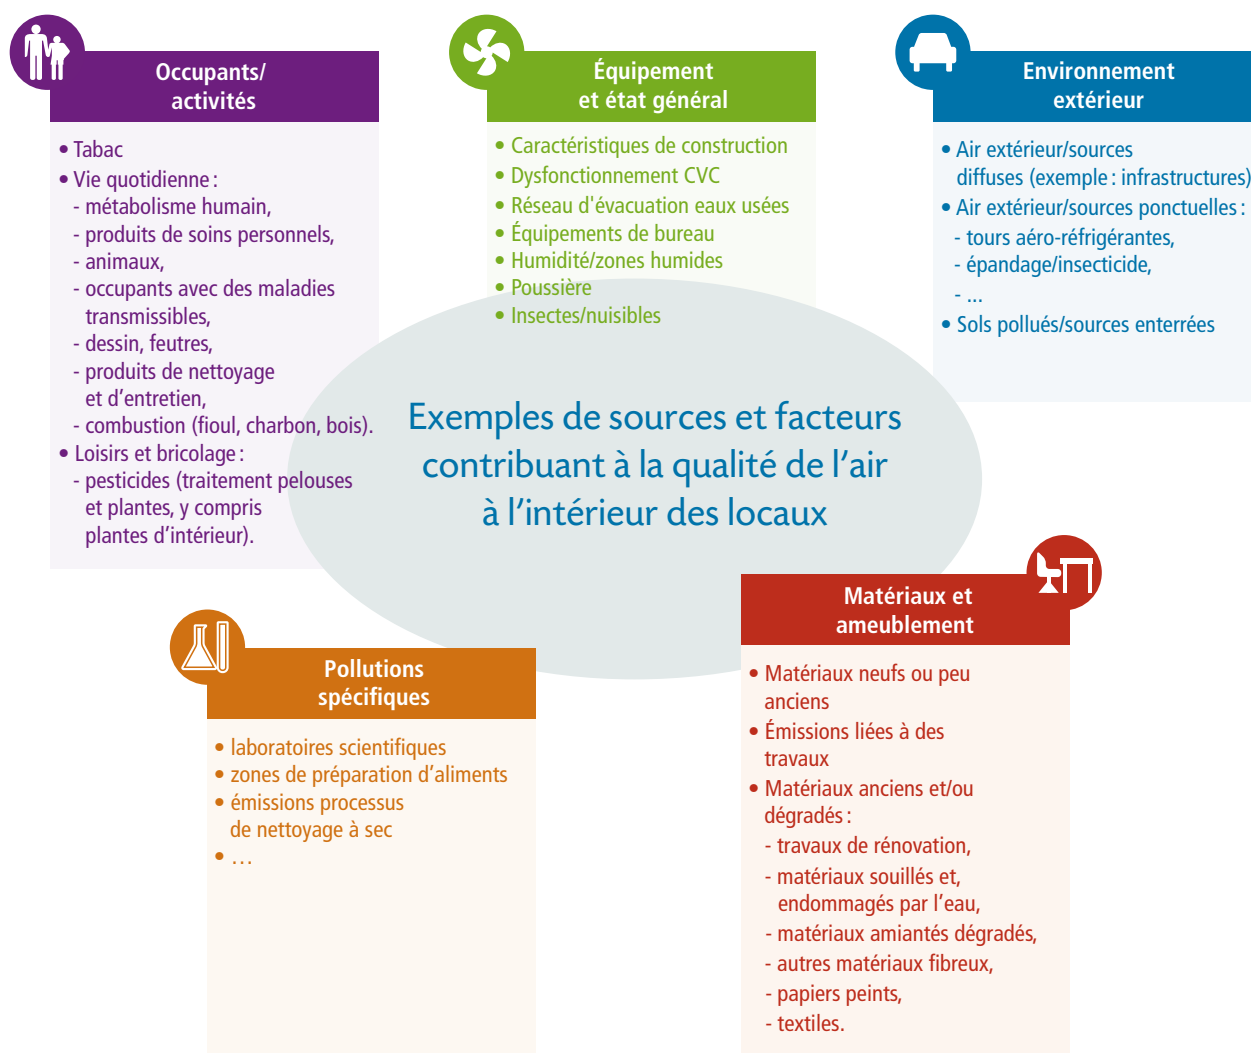 Occupants/
activités
• Tabac
• Vie quotidienne :
- métabolisme humain,
- produits de soins personnels,
- animaux,
- occupants avec des maladies
transmissibles,
- dessin, feutres,
- produits de nettoyage
et d’entretien,
- combustion (fioul, charbon, bois).
• Loisirs et bricolage :
- pesticides (traitement pelouses
et plantes, y compris
plantes d’intérieur).
Équipement
et état général
• Caractéristiques de construction
• Dysfonctionnement CVC
• Réseau d'évacuation eaux usées
• Équipements de bureau
• Humidité/zones humides
• Poussière
• Insectes/nuisibles
Environnement
extérieur
• Air extérieur/sources
diffuses (exemple : infrastructures)
• Air extérieur/sources ponctuelles :
- tours aéro-réfrigérantes,
- épandage/insecticide,
- ...
• Sols pollués/sources enterrées
Exemples de sources et facteurs
contribuant à la qualité de l’air
à l’intérieur des locaux
Pollutions
spécifiques
• laboratoires scientifiques
• zones de préparation d’aliments
• émissions processus
de nettoyage à sec
• …
Matériaux et
ameublement
• Matériaux neufs ou peu
anciens
• Émissions liées à des
travaux
• Matériaux anciens et/ou
dégradés :
- travaux de rénovation,
- matériaux souillés et,
endommagés par l’eau,
- matériaux amiantés dégradés,
- autres matériaux fibreux,
- papiers peints,
- textiles.